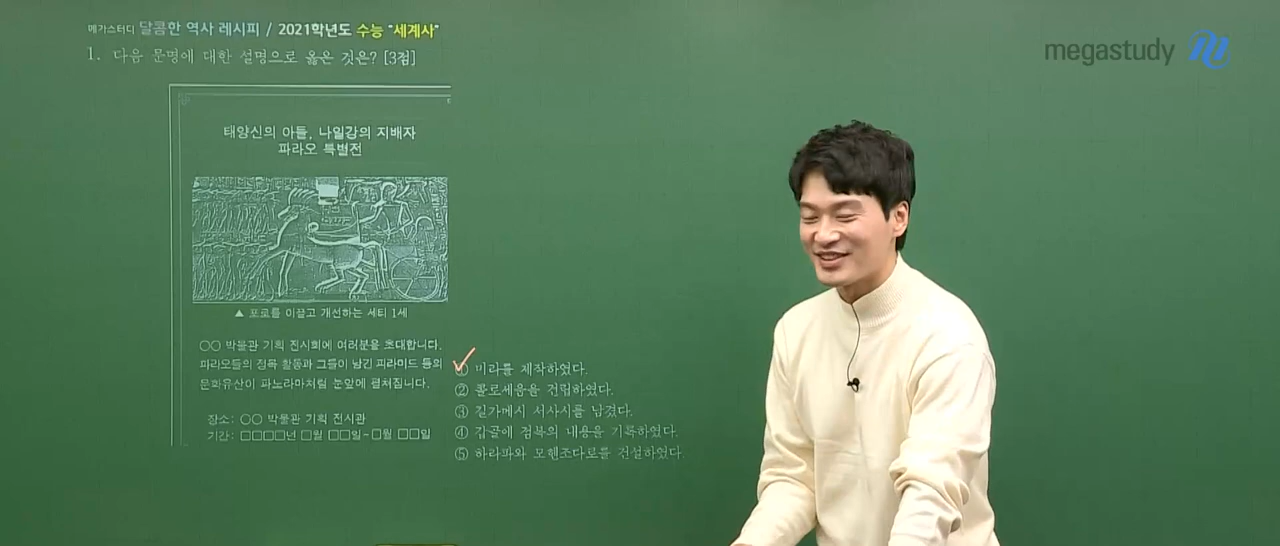 메가스터디 달콤한 역사 레시피 / 2021학년도 수능 "세계사"
megastudy
1. 다음 문명에 대한 설명으로 옳은 것은? [3점]
태양신의 아들, 나일강의 지배자
파라오 특별전
▲ 포로를 이끌고 개선하는 세티 1세
○○ 박물관 기획 전시회에 여러분을 초대합니다.
파라오들의 정복 활동과 그들이 남긴 피라미드 등의
문화유산이 파노라마처럼 눈앞에 펼쳐집니다.
장소: ○○ 박물관 기획 전시관
기간: □□□□년 □월 □□일~□월 □□일
① 미라를 제작하였다.
② 콜로세움을 건립하였다.
③ 길가메시 서사시를 남겼다.
④ 갑골에 점복의 내용을 기록하였다.
⑤ 하라파와 모헨조다로를 건설하였다.